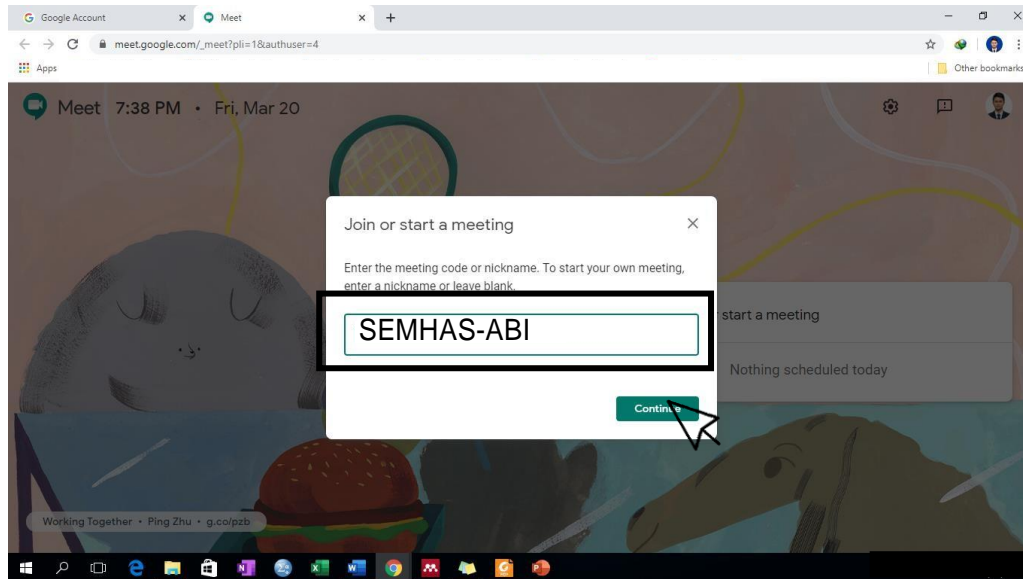 Google Account
Meet
meet.google.com/_meet?pli=1&authuser=4
Apps
Other bookmarks
Meet 7:38 PM • Fri, Mar 20
Join or start a meeting
Enter the meeting code or nickname. To start your own meeting,
enter a nickname or leave blank.
SEMHAS-ABI
start a meeting
Nothing scheduled today
Continue
Working Together • Ping Zhu • g.co/pzb